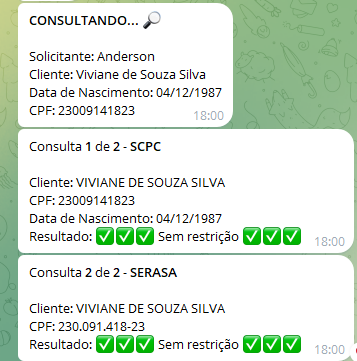 CONSULTANDO... 🔎
Solicitante: Anderson
Cliente: Viviane de Souza Silva
Data de Nascimento: 04/12/1987
CPF: 23009141823
18:00
Consulta 1 de 2 - SCPC
Cliente: VIVIANE DE SOUZA SILVA
CPF: 23009141823
Data de Nascimento: 04/12/1987
Resultado: ✅✅✅ Sem restrição ✅✅✅
18:00
Consulta 2 de 2 - SERASA
Cliente: VIVIANE DE SOUZA SILVA
CPF: 230.091.418-23
Resultado: ✅✅✅ Sem restrição ✅✅✅
18:00